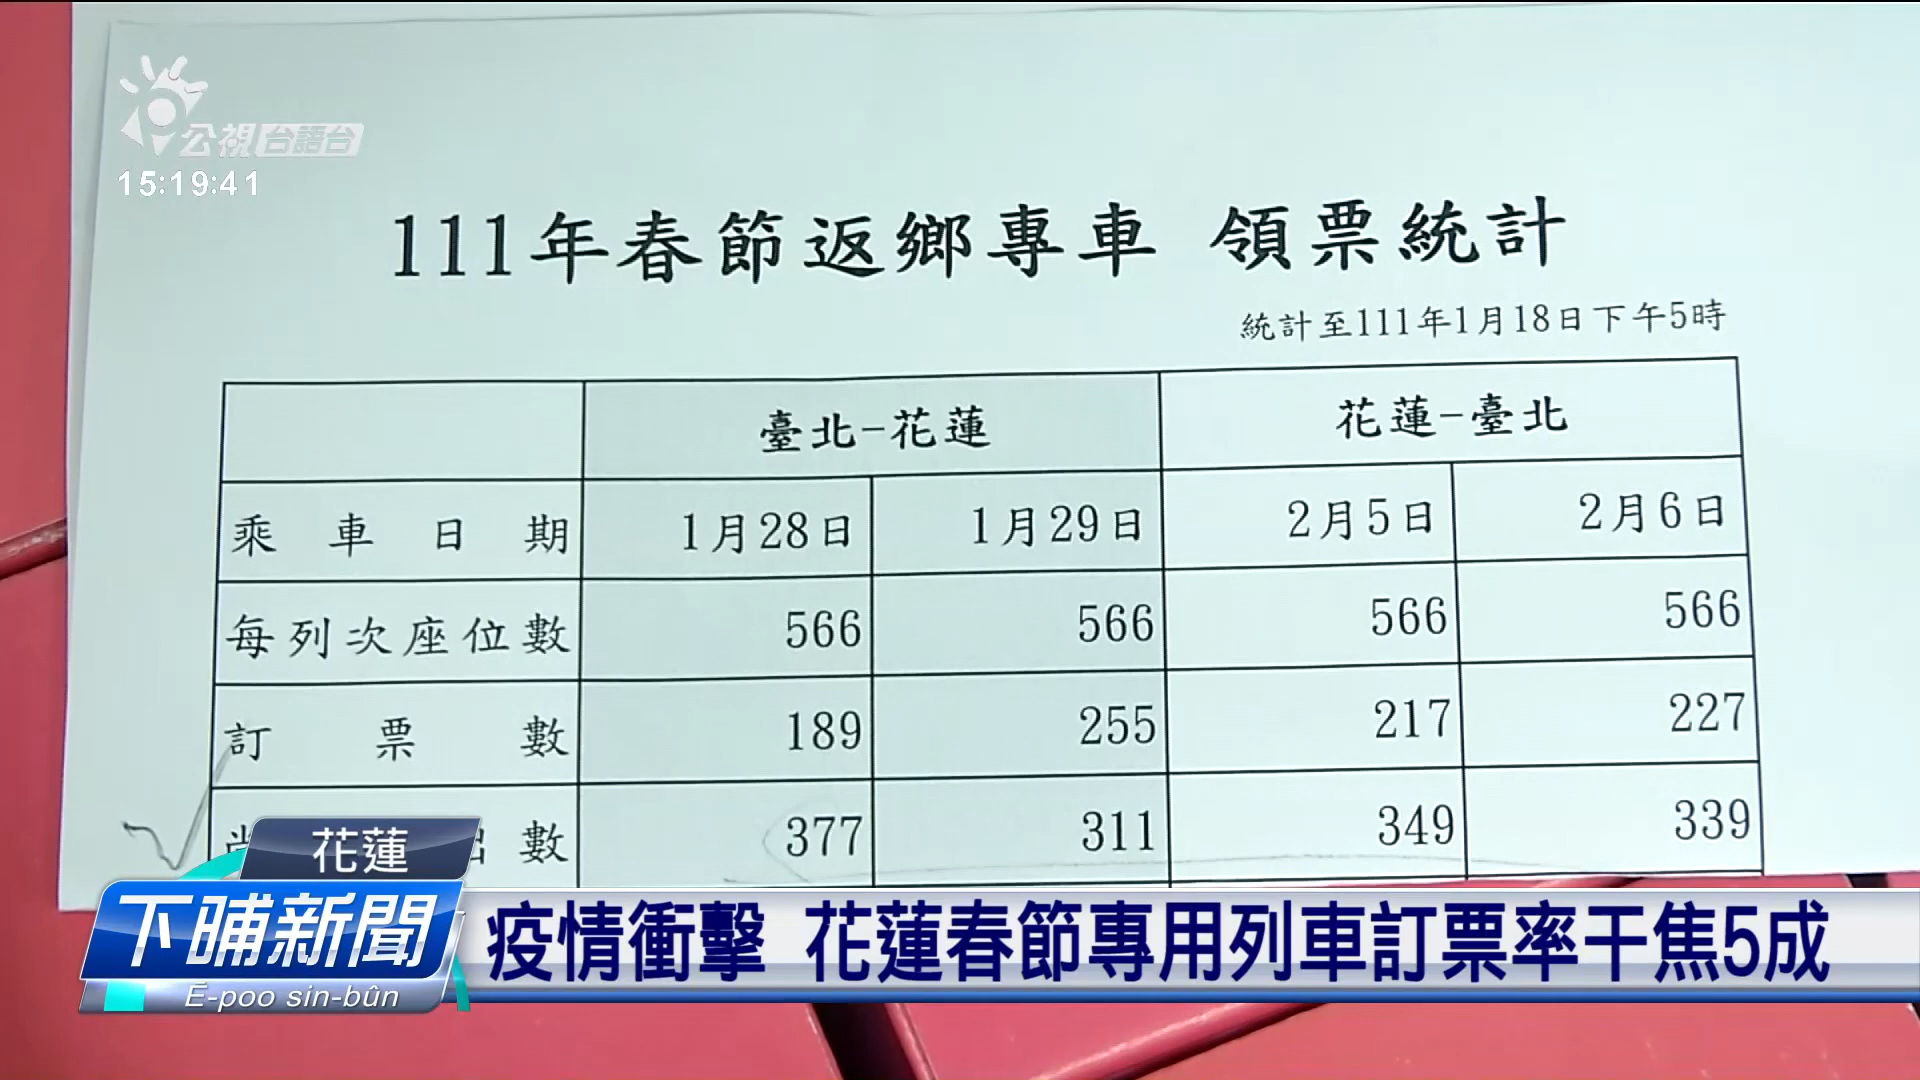 公視台語台
15:19:41
111年春節返鄉專車 領票統計
統計至111年1月18日下午5時
臺北-花蓮 花蓮-臺北
乘車日期 1月28日 1月29日 2月5日 2月6日
每列次座位數 566 566 566 566
訂票數 189 255 217 227
數 377 311 349 339
花蓮
下晡新聞
Ē-poo sin-bûn
疫情衝擊 花蓮春節專用列車訂票率干焦5成